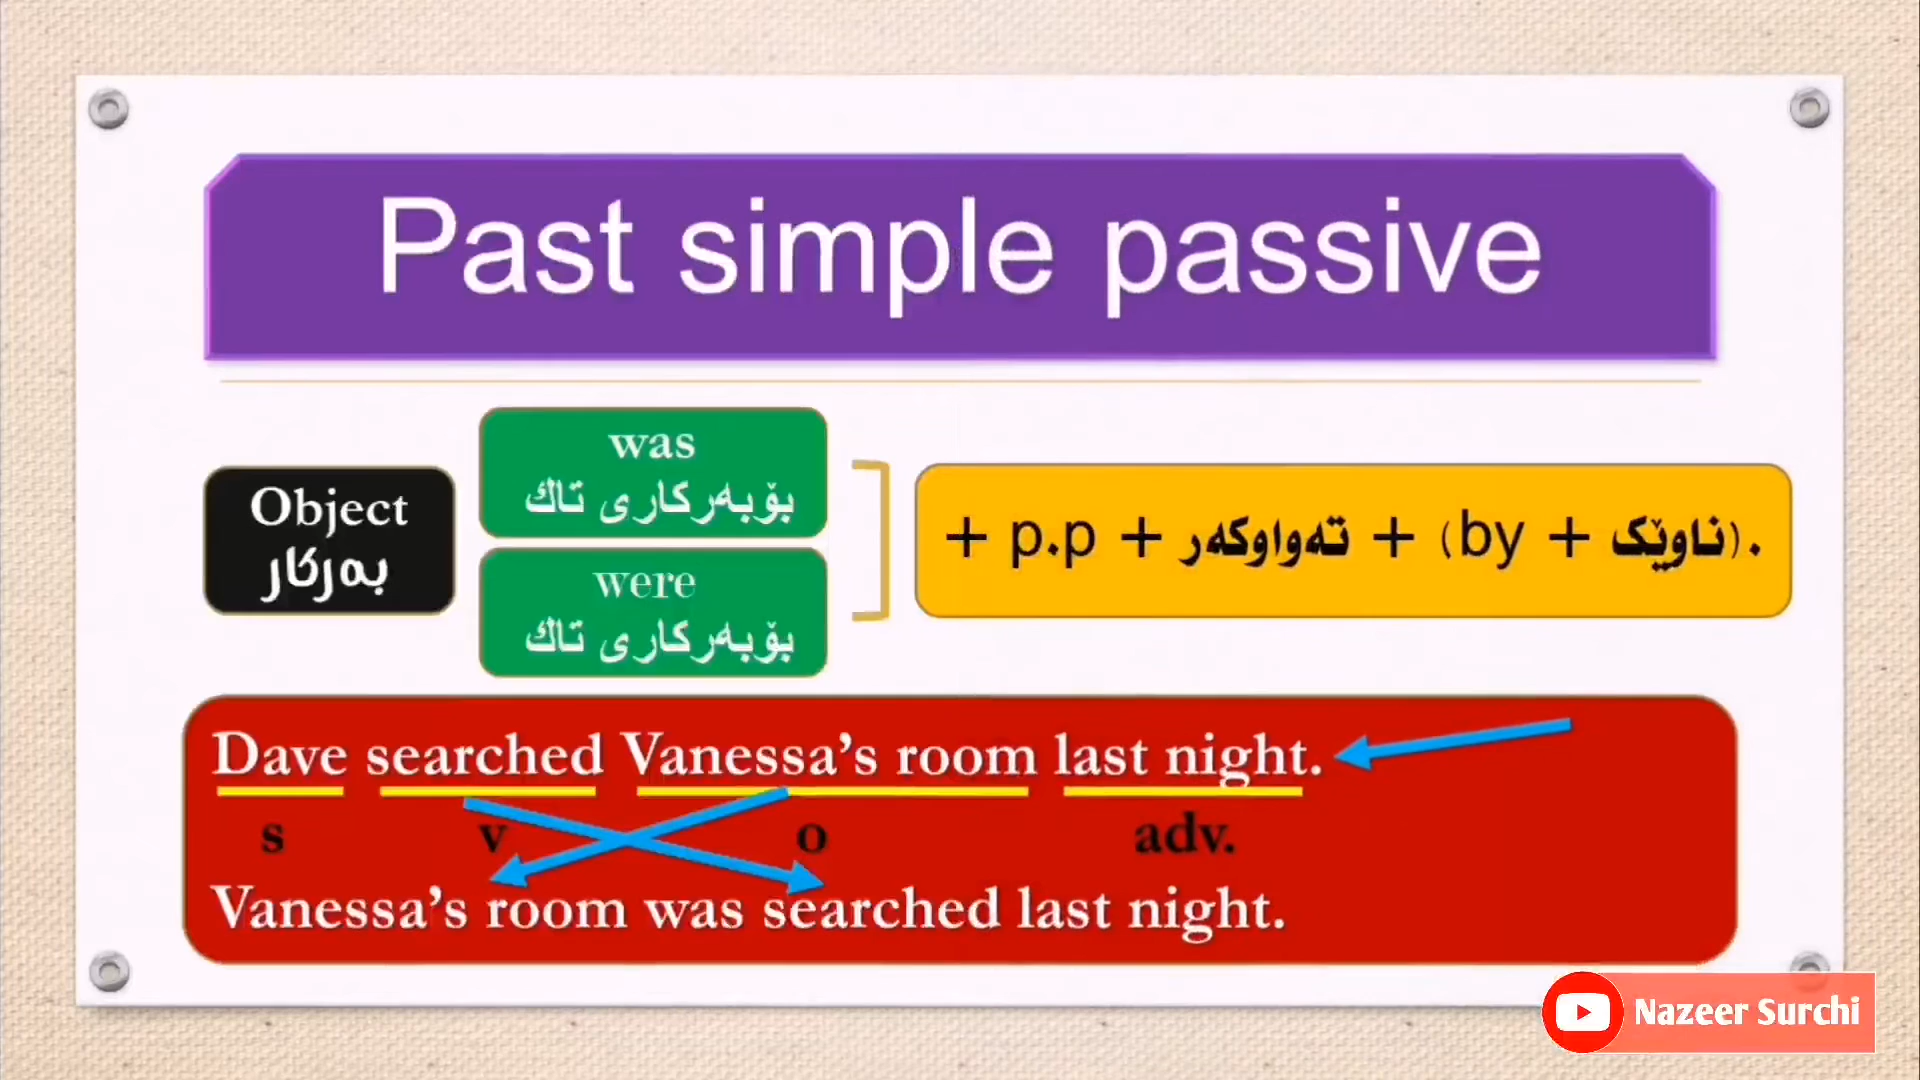 Past simple passive
Object
بەرکار
was
بۆبەرکاری تاك
were
بۆبەرکاری تاك
+ p.p + تەواوکەر + (by + ناوێک).
Dave searched Vanessa’s room last night.
s v o adv.
Vanessa’s room was searched last night.
Nazeer Surchi